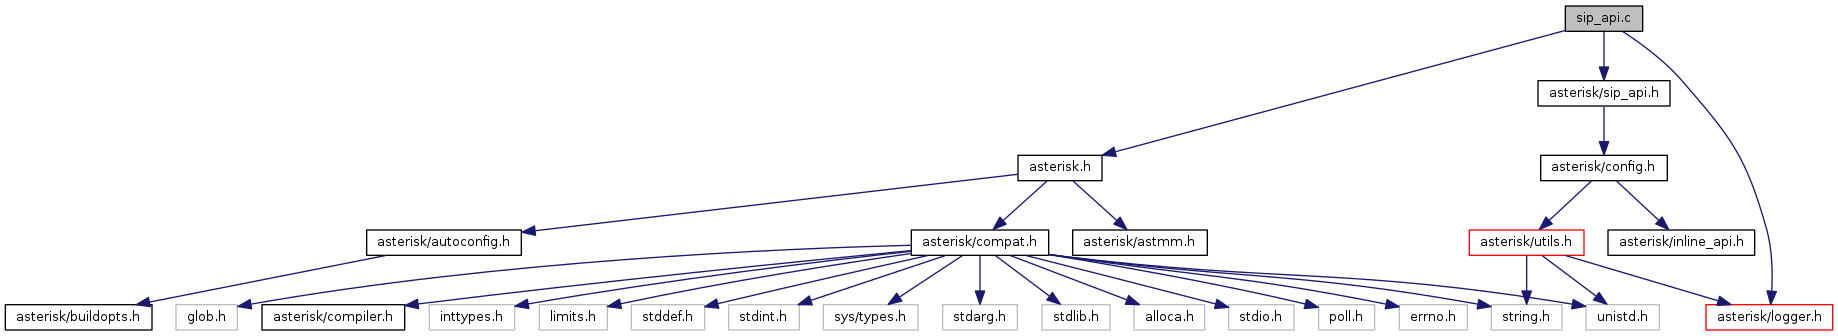 sip_api.c
asterisk/sip_api.h
asterisk.h
asterisk/config.h
asterisk/autoconfig.h
asterisk/compat.h
asterisk/astmm.h
asterisk/utils.h
asterisk/inline_api.h
asterisk/buildopts.h
glob.h
asterisk/compiler.h
inttypes.h
limits.h
stddef.h
stdint.h
sys/types.h
stdarg.h
stdlib.h
alloca.h
stdio.h
poll.h
errno.h
string.h
unistd.h
asterisk/logger.h